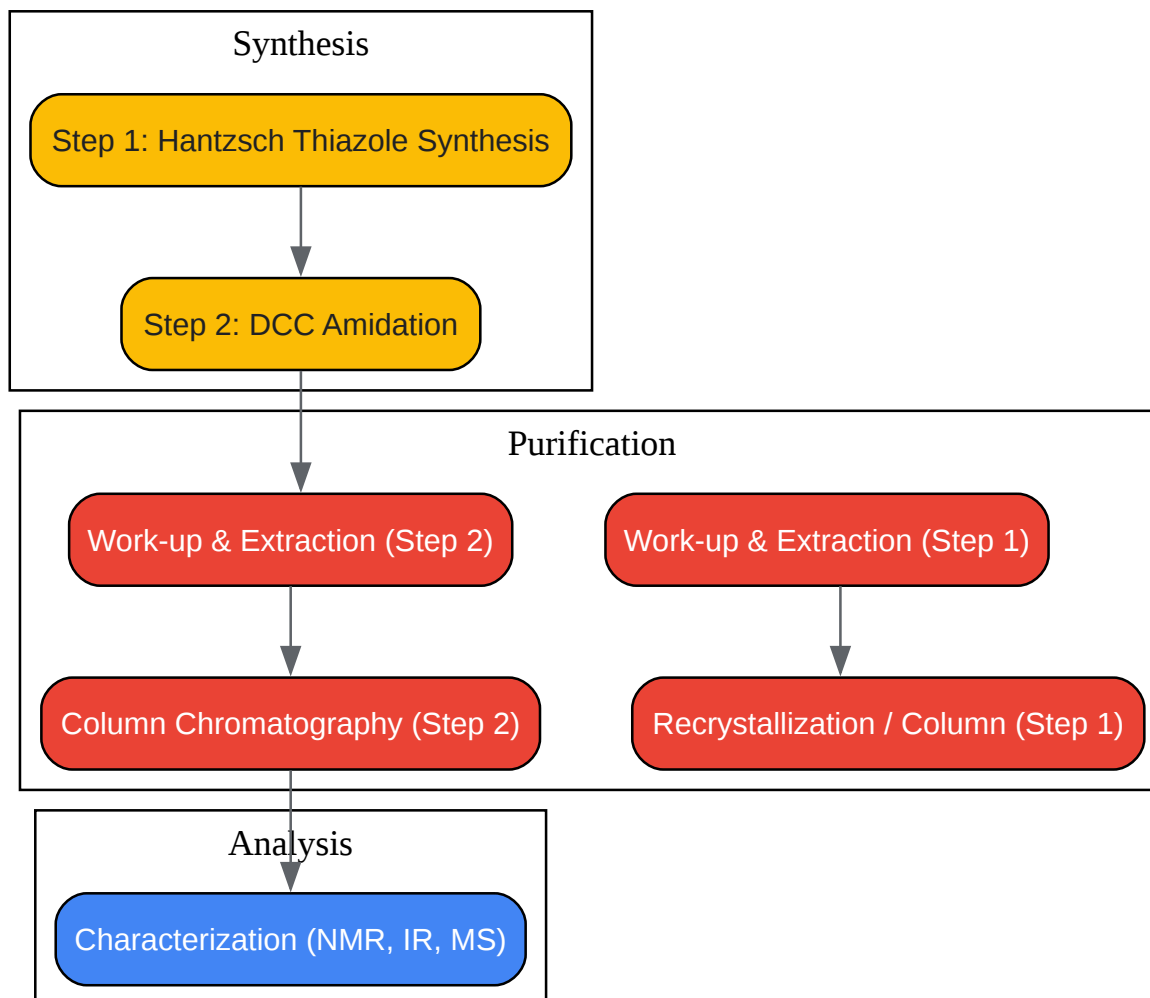 Synthesis
Step 1: Hantzsch Thiazole Synthesis
Step 2: DCC Amidation
Purification
Work-up & Extraction (Step 2)
Work-up & Extraction (Step 1)
Column Chromatography (Step 2)
Recrystallization / Column (Step 1)
Analysis
Characterization (NMR, IR, MS)